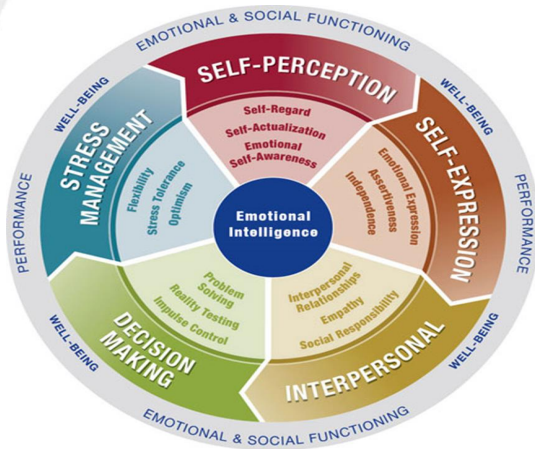 EMOTIONAL & SOCIAL FUNCTIONING
WELL-BEING
WELL-BEING
SELF-PERCEPTION
Self-Regard
Self-Actualization
Emotional
Self-Awareness
SELF-EXPRESSION
Emotional Expression
Assertiveness
Independence
PERFORMANCE
STRESS
MANAGEMENT
Flexibility
Stress Tolerance
Optimism
PERFORMANCE
Emotional
Intelligence
Problem
Solving
Reality Testing
Impulse Control
DECISION
MAKING
Interpersonal
Relationships
Empathy
Social Responsibility
INTERPERSONAL
WELL-BEING
WELL-BEING
EMOTIONAL & SOCIAL FUNCTIONING